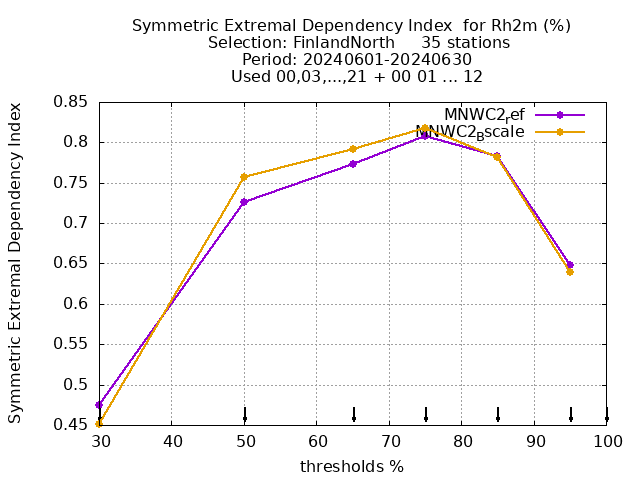 Symmetric Extremal Dependency Index  for Rh2m (%)
Selection: FinlandNorth     35 stations
Period: 20240601-20240630
Used 00,03,...,21 + 00 01 ... 12
Symmetric Extremal Dependency Index
0.85
0.8
0.75
0.7
0.65
0.6
0.55
0.5
0.45
MNWC2_ref
MNWC2_Bscale
30 40 50 60 70 80 90 100
thresholds %